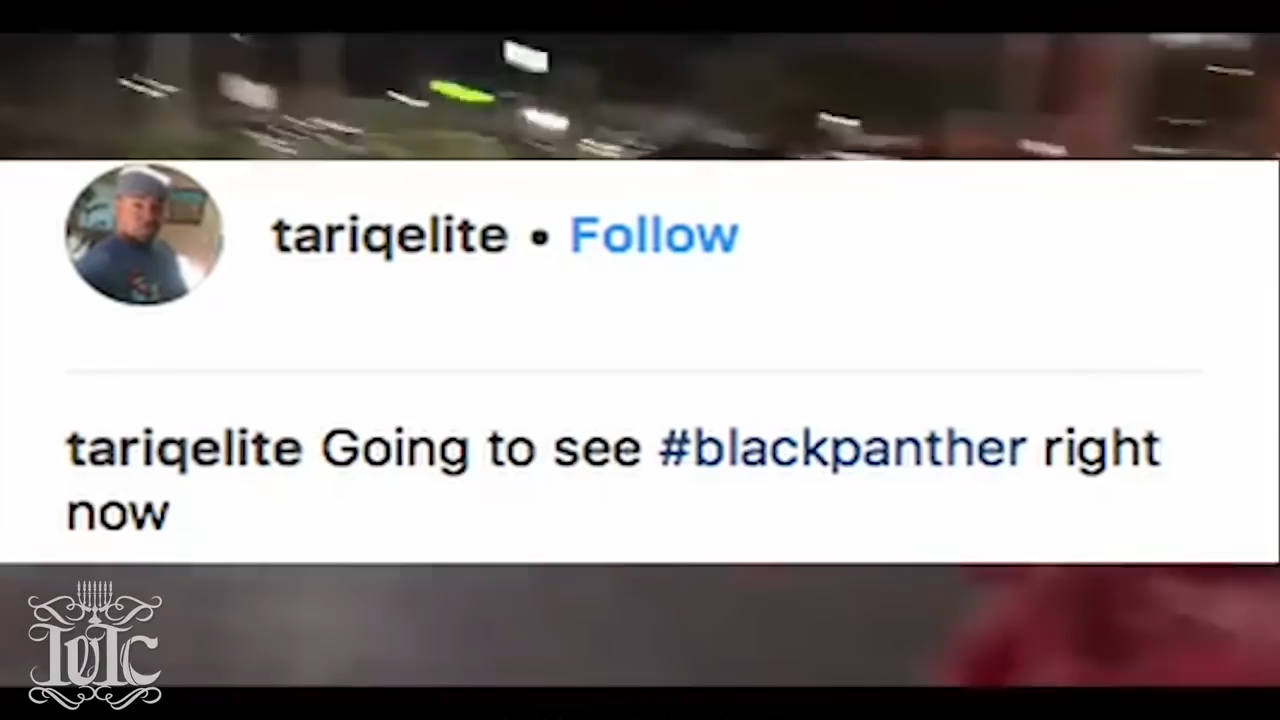 tariqelite • Follow
tariqelite Going to see #blackpanther right
now
IUIC